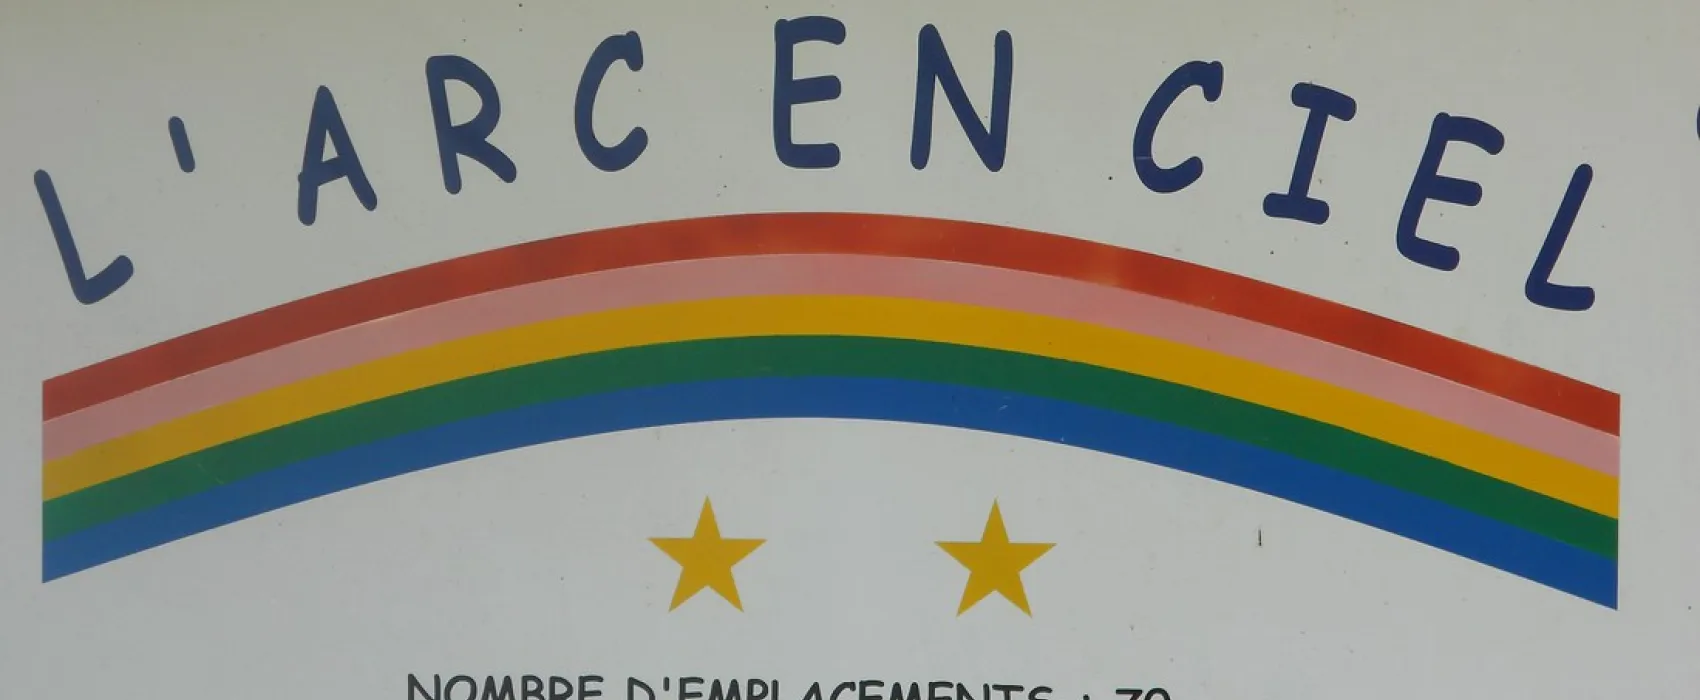 L'ARC EN CIEL
NOMBRE D'EMPLACEMENTS :